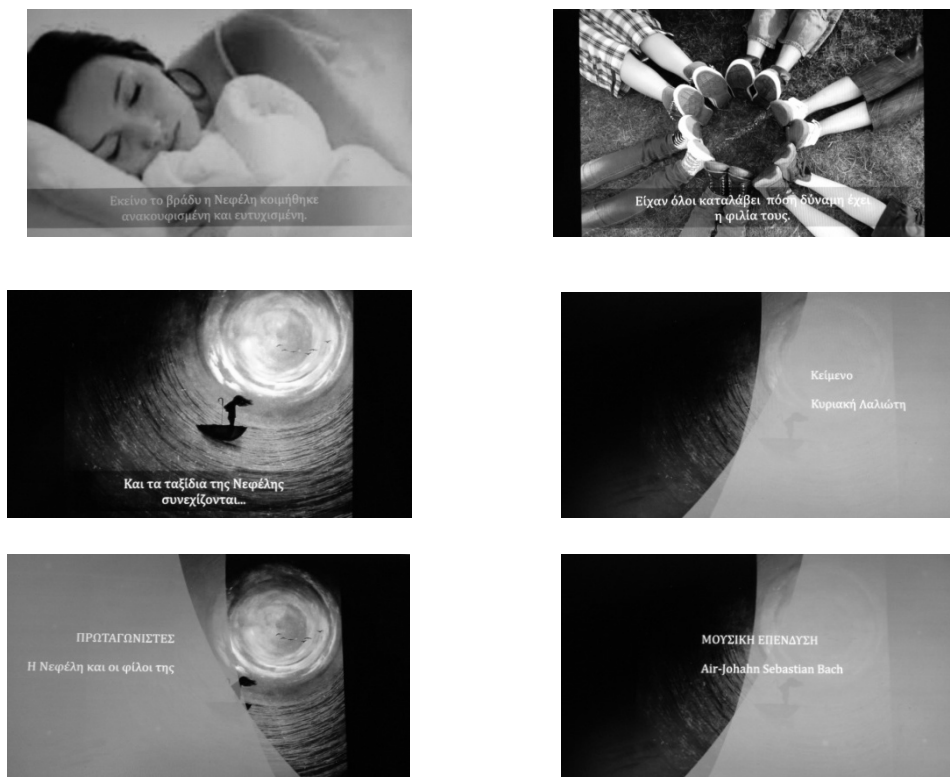 Εκείνο το βράδυ η Νεφέλη κοιμήθηκε
ανακουφισμένη και ευτυχισμένη.
Είχαν όλοι καταλάβει πόση δύναμη έχει
η φιλία τους.
Και τα ταξίδια της Νεφέλης
συνεχίζονται...
Κείμενο
Κυριακή Λαλιώτη
ΠΡΩΤΑΓΩΝΙΣΤΕΣ
Η Νεφέλη και οι φίλοι της
ΜΟΥΣΙΚΗ ΕΠΕΝΔΥΣΗ
Air-Johahn Sebastian Bach